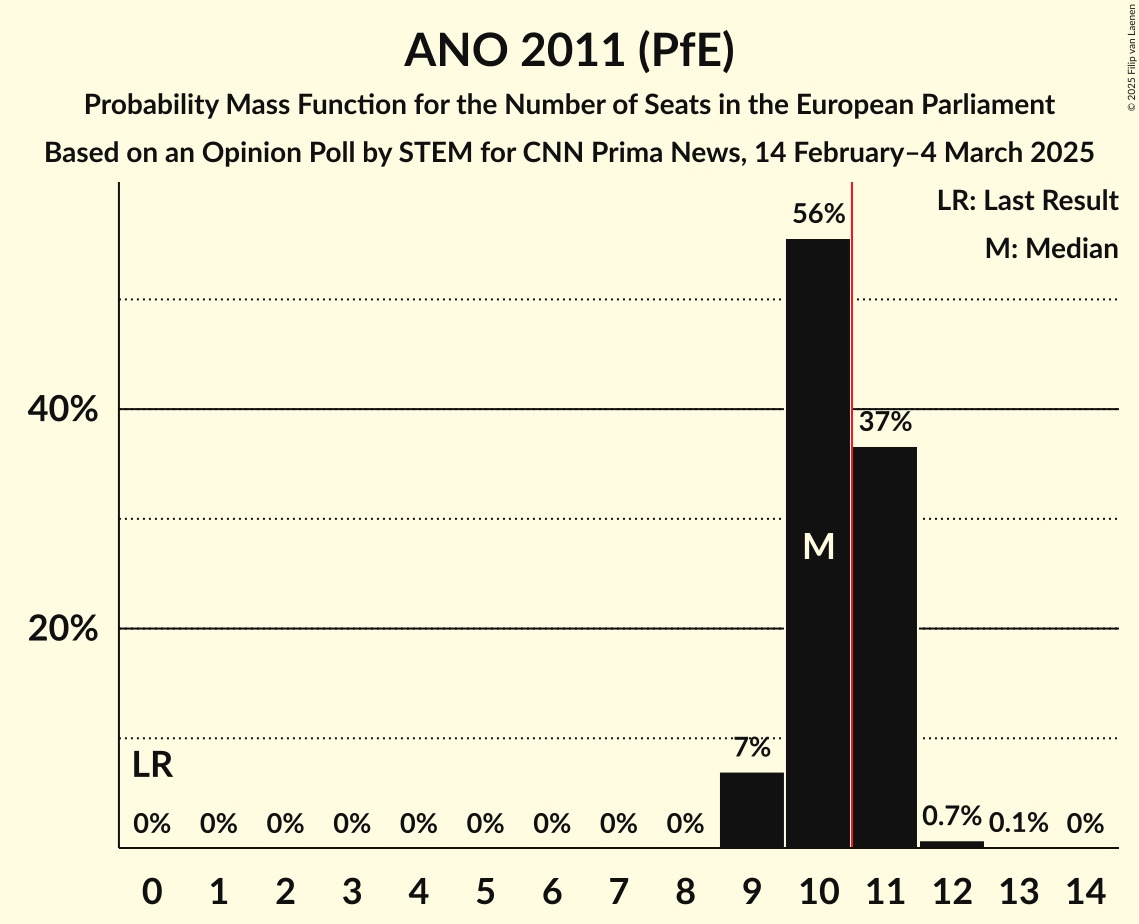 ANO 2011 (PfE)
Probability Mass Function for the Number of Seats in the European Parliament
Based on an Opinion Poll by STEM for CNN Prima News, 14 February–4 March 2025
© 2025 Filip van Laenen
LR: Last Result
M: Median
56%
40%
37%
M
20%
7%
LR
0% 0% 0% 0% 0% 0% 0% 0% 0% 0.7% 0.1% 0%
0 1 2 3 4 5 6 7 8 9 10 11 12 13 14